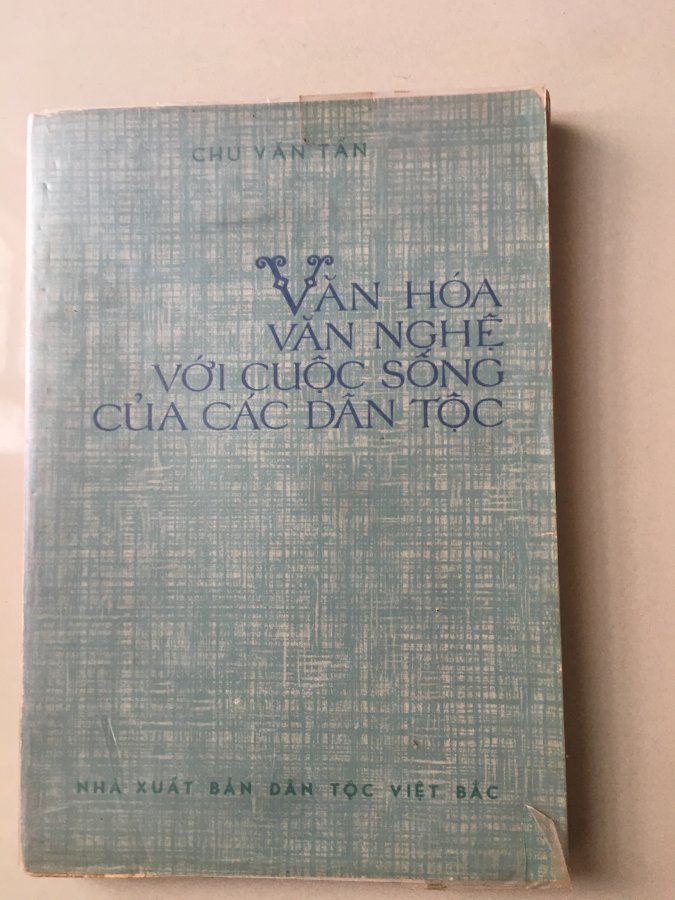 CHU VĂN TẤN
VĂN HÓA
VĂN NGHỆ
VỚI CUỘC SỐNG
CỦA CÁC DÂN TỘC
NHÀ XUẤT BẢN DÂN TỘC VIỆT BẮC